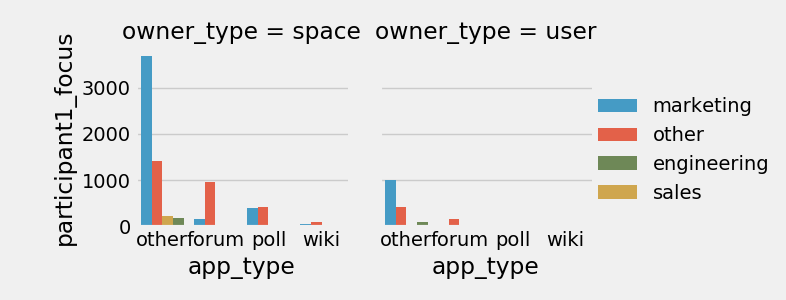 owner_type = space
owner_type = user
participant1_focus
3000
2000
1000
0
other forum poll wiki
other forum poll wiki
app_type
app_type
marketing
other
engineering
sales